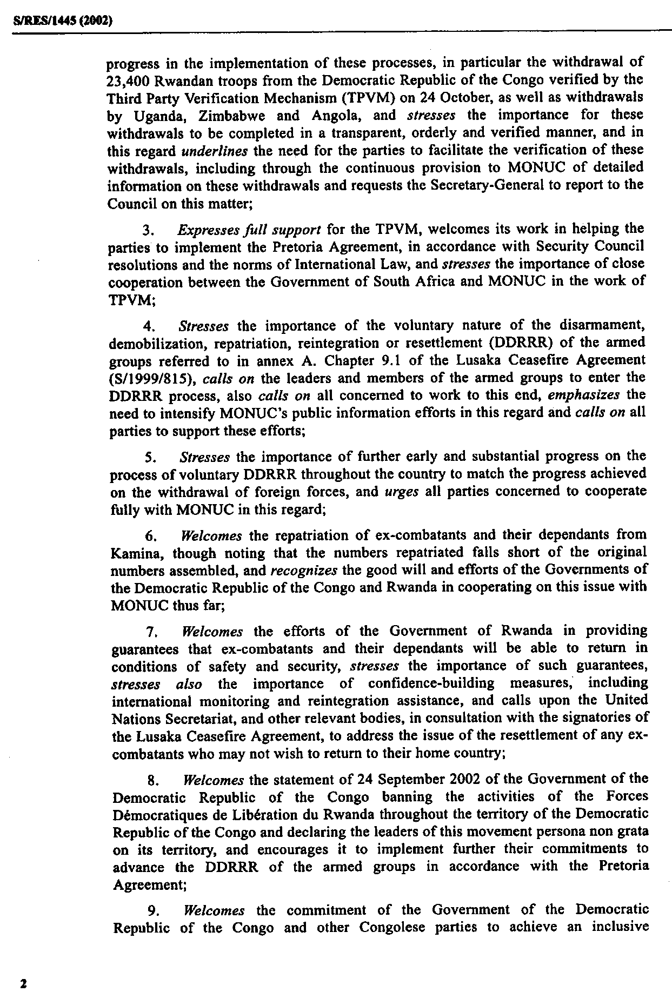 S/RES/1445 (2002)
progress in the implementation of these processes, in particular the withdrawal of
23,400 Rwandan troops from the Democratic Republic of the Congo verified by the
Third Party Verification Mechanism (TPVM) on 24 October, as well as withdrawals
by Uganda, Zimbabwe and Angola, and stresses the importance for these
withdrawals to be completed in a transparent, orderly and verified manner, and in
this regard underlines the need for the parties to facilitate the verification of these
withdrawals, including through the continuous provision to MONUC of detailed
information on these withdrawals and requests the Secretary-General to report to the
Council on this matter;
3. Expresses full support for the TPVM, welcomes its work in helping the
parties to implement the Pretoria Agreement, in accordance with Security Council
resolutions and the norms of International Law, and stresses the importance of close
cooperation between the Government of South Africa and MONUC in the work of
TPVM;
4. Stresses the importance of the voluntary nature of the disarmament,
demobilization, repatriation, reintegration or resettlement (DDRRR) of the armed
groups referred to in annex A. Chapter 9.1 of the Lusaka Ceasefire Agreement
(S/1999/815), calls on the leaders and members of the armed groups to enter the
DDRRR process, also calls on all concerned to work to this end, emphasizes the
need to intensify MONUC's public information efforts in this regard and calls on all
parties to support these efforts;
5. Stresses the importance of further early and substantial progress on the
process of voluntary DDRRR throughout the country to match the progress achieved
on the withdrawal of foreign forces, and urges all parties concerned to cooperate
fully with MONUC in this regard;
6. Welcomes the repatriation of ex-combatants and their dependants from
Kamina, though noting that the numbers repatriated falls short of the original
numbers assembled, and recognizes the good will and efforts of the Governments of
the Democratic Republic of the Congo and Rwanda in cooperating on this issue with
MONUC thus far;
7. Welcomes the efforts of the Government of Rwanda in providing
guarantees that ex-combatants and their dependants will be able to return in
conditions of safety and security, stresses the importance of such guarantees,
stresses also the importance of confidence-building measures, including
international monitoring and reintegration assistance, and calls upon the United
Nations Secretariat, and other relevant bodies, in consultation with the signatories of
the Lusaka Ceasefire Agreement, to address the issue of the resettlement of any ex-
combatants who may not wish to return to their home country;
8. Welcomes the statement of 24 September 2002 of the Government of the
Democratic Republic of the Congo banning the activities of the Forces
Démocratiques de Libération du Rwanda throughout the territory of the Democratic
Republic of the Congo and declaring the leaders of this movement persona non grata
on its territory, and encourages it to implement further their commitments to
advance the DDRRR of the armed groups in accordance with the Pretoria
Agreement;
9. Welcomes the commitment of the Government of the Democratic
Republic of the Congo and other Congolese parties to achieve an inclusive
2